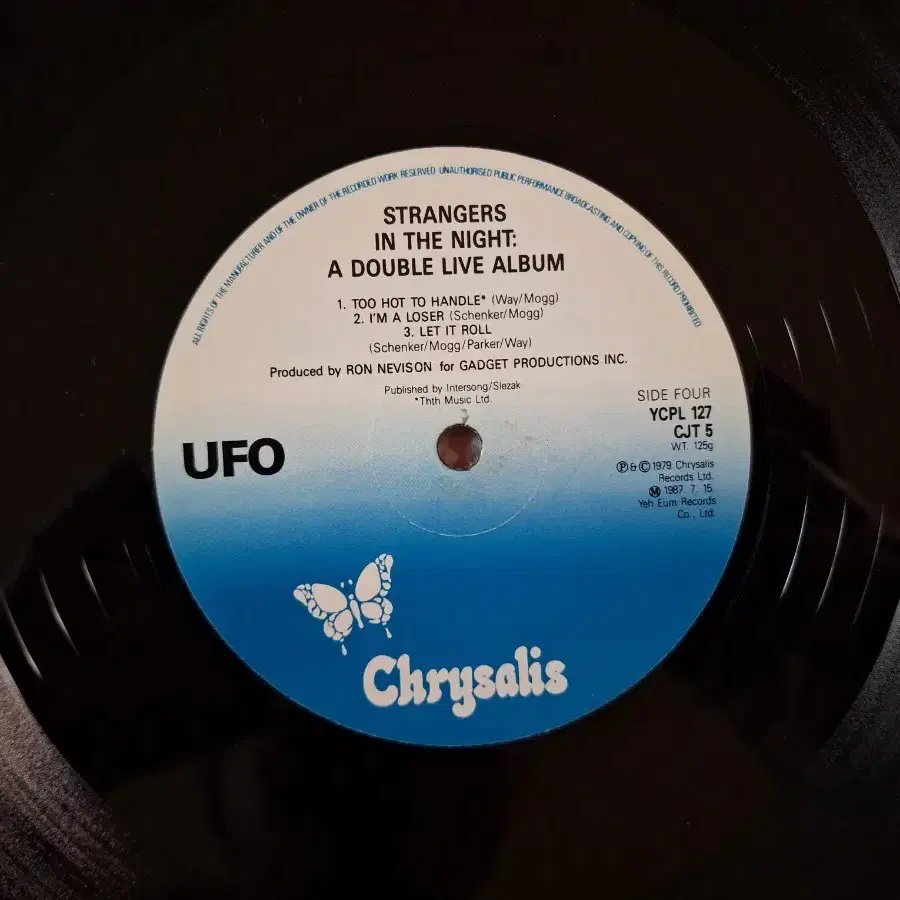 ALL RIGHTS OF THE MANUFACTURER AND OF THE OWNER OF THE RECORDED WORK RESERVED UNAUTHORISED PUBLIC PERFORMANCE BROADCASTING AND COPYING OF THIS RECORD PROHIBITED
STRANGERS
IN THE NIGHT:
A DOUBLE LIVE ALBUM
1. TOO HOT TO HANDLE* (Way/Mogg)
2. I'M A LOSER (Schenker/Mogg)
3. LET IT ROLL
(Schenker/Mogg/Parker/Way)
Produced by RON NEVISON for GADGET PRODUCTIONS INC.
Published by Intersong/Slezak
*Thth Music Ltd.
SIDE FOUR
YCPL 127
CJT 5
WT. 125g
UFO
Ⓟ & © 1979 Chrysalis
Records Ltd.
Ⓜ 1987. 7. 15.
Yeh Eum Records
Co., Ltd.
Chrysalis